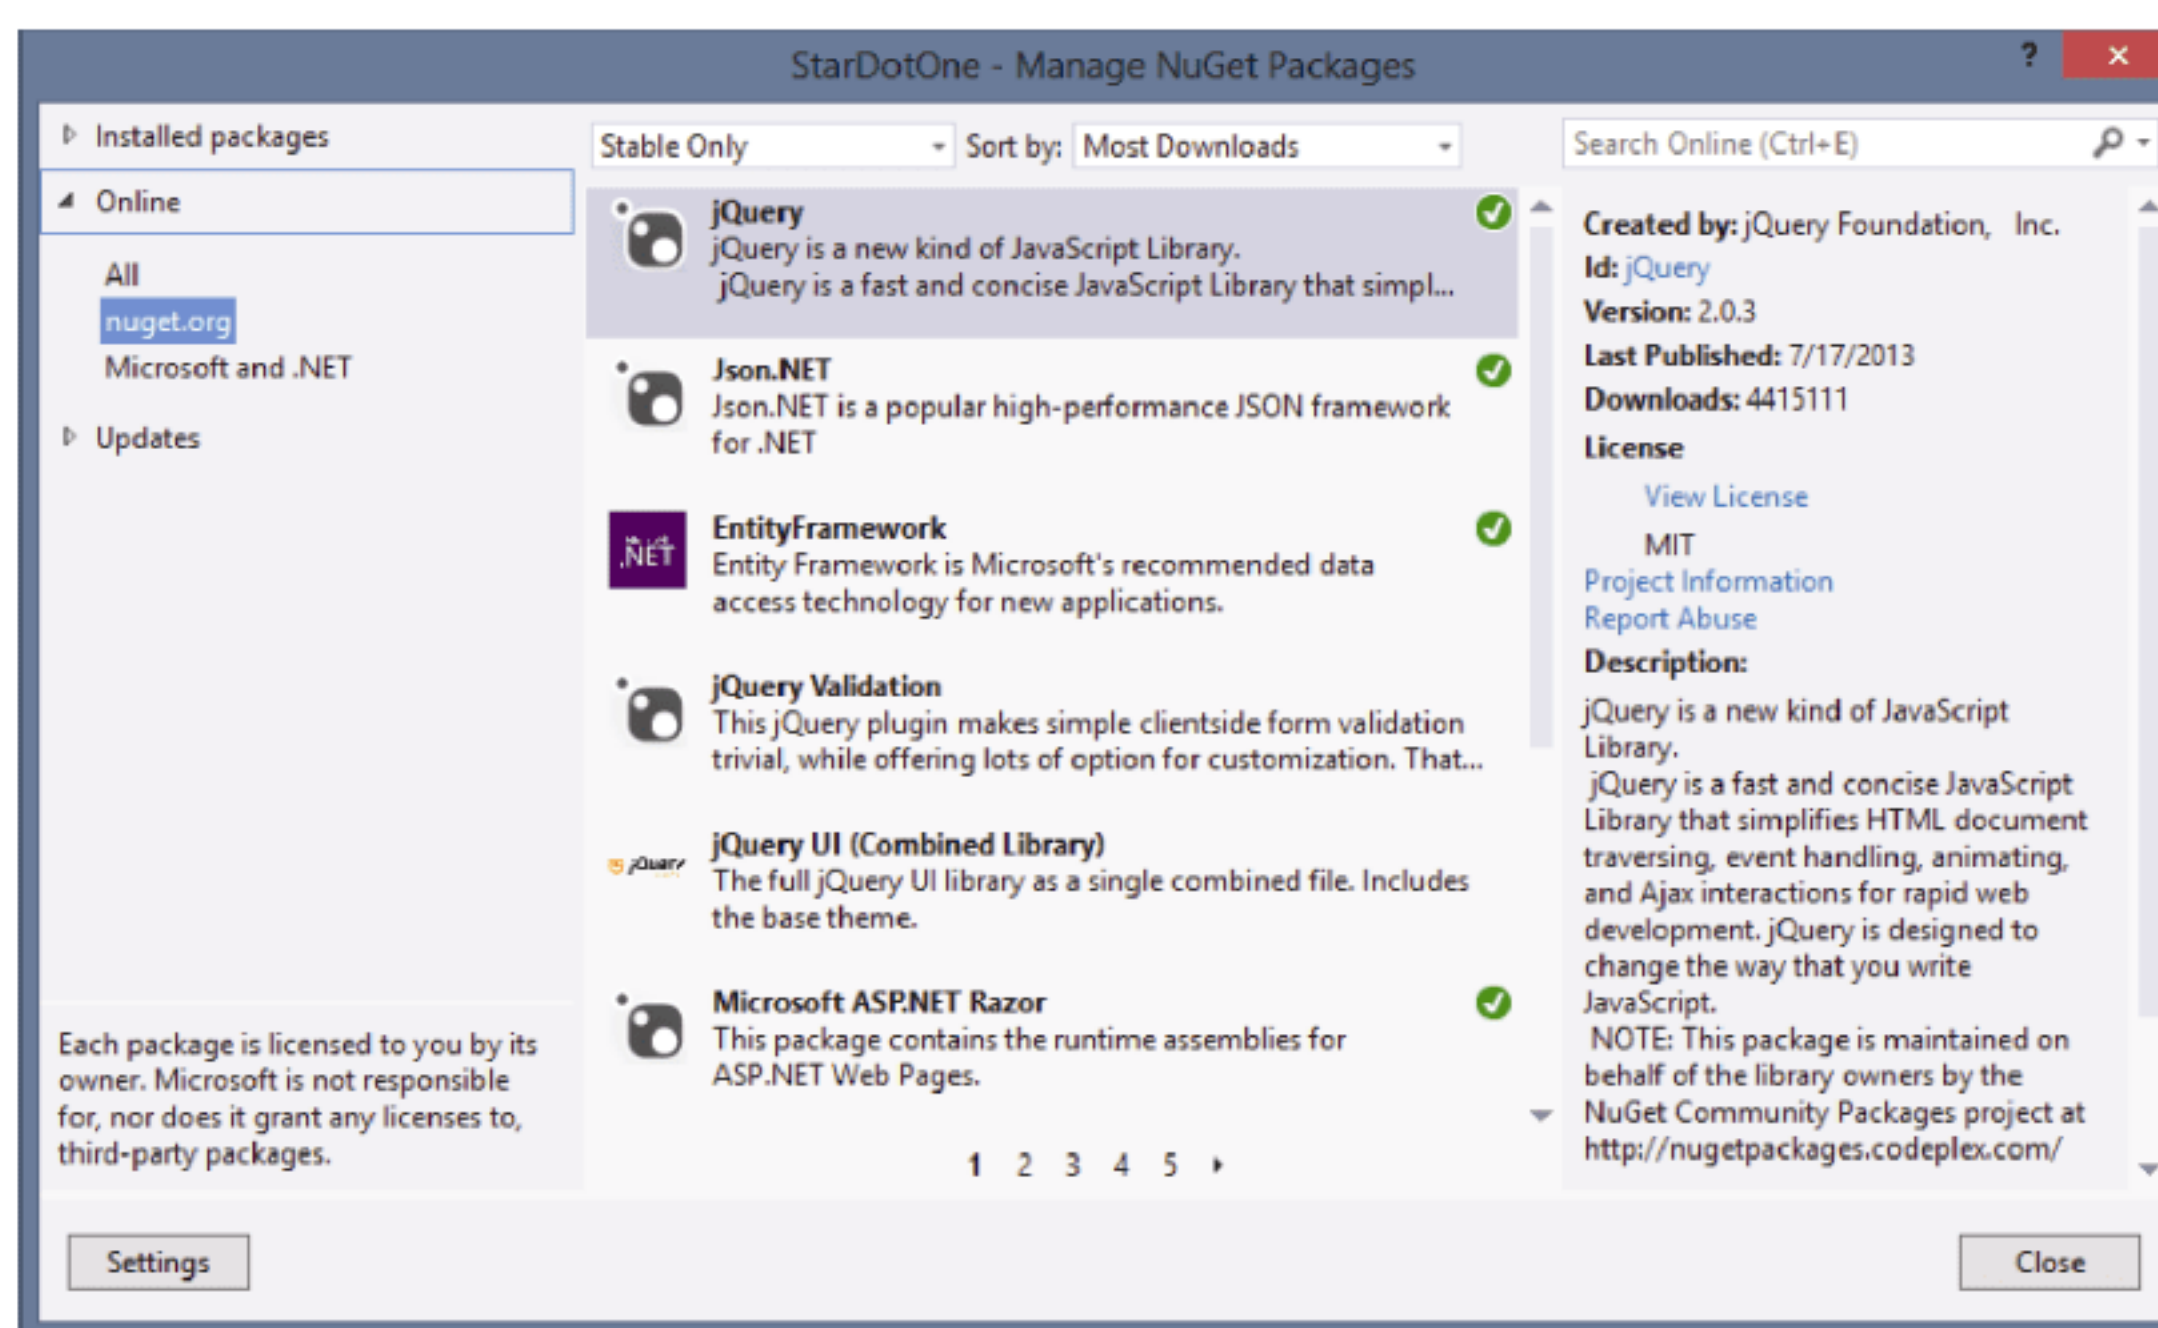 StarDotOne - Manage NuGet Packages
?
Installed packages
Online
All
nuget.org
Microsoft and .NET
Updates
Each package is licensed to you by its
owner. Microsoft is not responsible
for, nor does it grant any licenses to,
third-party packages.
Settings
Stable Only Sort by: Most Downloads
jQuery
jQuery is a new kind of JavaScript Library.
jQuery is a fast and concise JavaScript Library that simpl...
Json.NET
Json.NET is a popular high-performance JSON framework
for .NET
.NET
EntityFramework
Entity Framework is Microsoft's recommended data
access technology for new applications.
jQuery Validation
This jQuery plugin makes simple clientside form validation
trivial, while offering lots of option for customization. That...
jQuery
jQuery UI (Combined Library)
The full jQuery UI library as a single combined file. Includes
the base theme.
Microsoft ASP.NET Razor
This package contains the runtime assemblies for
ASP.NET Web Pages.
1 2 3 4 5
Search Online (Ctrl+E)
Created by: jQuery Foundation, Inc.
Id: jQuery
Version: 2.0.3
Last Published: 7/17/2013
Downloads: 4415111
License
View License
MIT
Project Information
Report Abuse
Description:
jQuery is a new kind of JavaScript
Library.
jQuery is a fast and concise JavaScript
Library that simplifies HTML document
traversing, event handling, animating,
and Ajax interactions for rapid web
development. jQuery is designed to
change the way that you write
JavaScript.
NOTE: This package is maintained on
behalf of the library owners by the
NuGet Community Packages project at
http://nugetpackages.codeplex.com/
Close